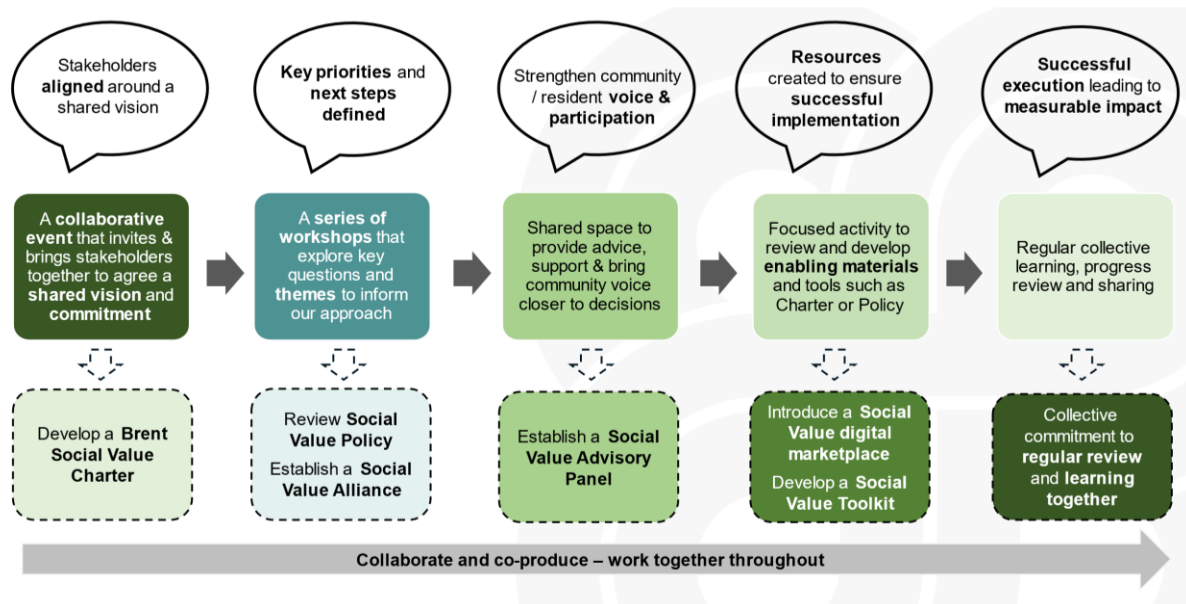 Stakeholders
aligned around a
shared vision
Key priorities and
next steps
defined
Strengthen community
/ resident voice &
participation
Resources
created to ensure
successful
implementation
Successful
execution leading to
measurable impact
A collaborative
event that invites &
brings stakeholders
together to agree a
shared vision and
commitment
A series of
workshops that
explore key
questions and
themes to inform
our approach
Shared space to
provide advice,
support & bring
community voice
closer to decisions
Focused activity to
review and develop
enabling materials
and tools such as
Charter or Policy
Regular collective
learning, progress
review and sharing
Develop a Brent
Social Value
Charter
Review Social
Value Policy
Establish a Social
Value Alliance
Establish a Social
Value Advisory
Panel
Introduce a Social
Value digital
marketplace
Develop a Social
Value Toolkit
Collective
commitment to
regular review
and learning
together
Collaborate and co-produce – work together throughout